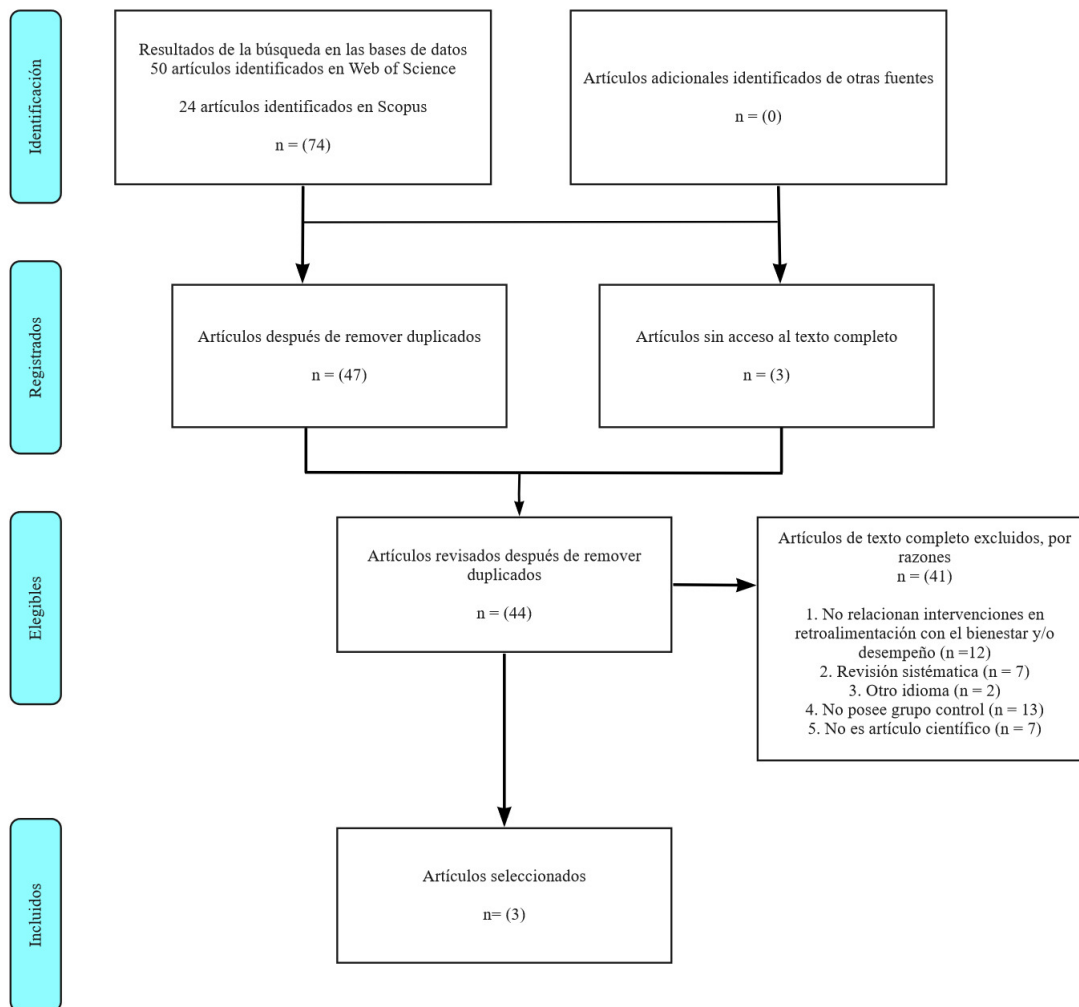 Identificación
Resultados de la búsqueda en las bases de datos
50 artículos identificados en Web of Science
24 artículos identificados en Scopus
n = (74)
Artículos adicionales identificados de otras fuentes
n = (0)
Registrados
Artículos después de remover duplicados
n = (47)
Artículos sin acceso al texto completo
n = (3)
Elegibles
Artículos revisados después de remover
duplicados
n = (44)
Artículos de texto completo excluidos, por
razones
n = (41)
1. No relacionan intervenciones en
retroalimentación con el bienestar y/o
desempeño (n =12)
2. Revisión sistématica (n = 7)
3. Otro idioma (n = 2)
4. No posee grupo control (n = 13)
5. No es artículo científico (n = 7)
Incluidos
Artículos seleccionados
n= (3)